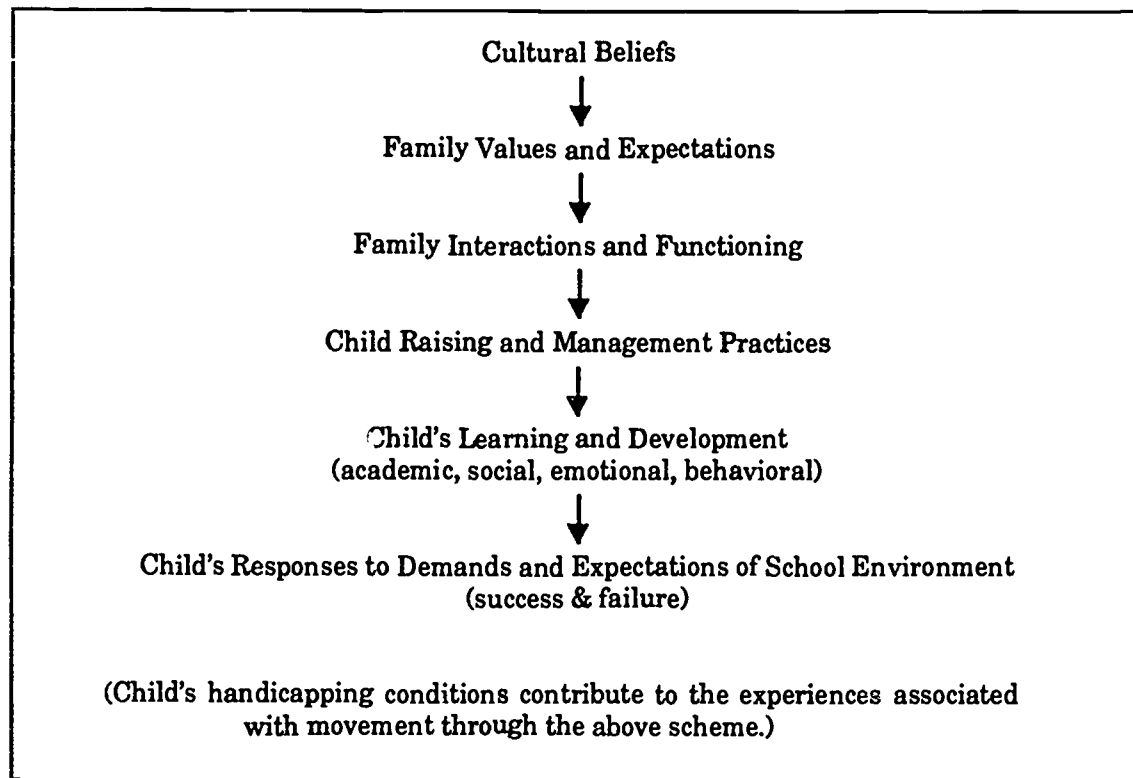 Cultural Beliefs
Family Values and Expectations
Family Interactions and Functioning
Child Raising and Management Practices
Child's Learning and Development
(academic, social, emotional, behavioral)
Child's Responses to Demands and Expectations of School Environment
(success & failure)
(Child's handicapping conditions contribute to the experiences associated
with movement through the above scheme.)